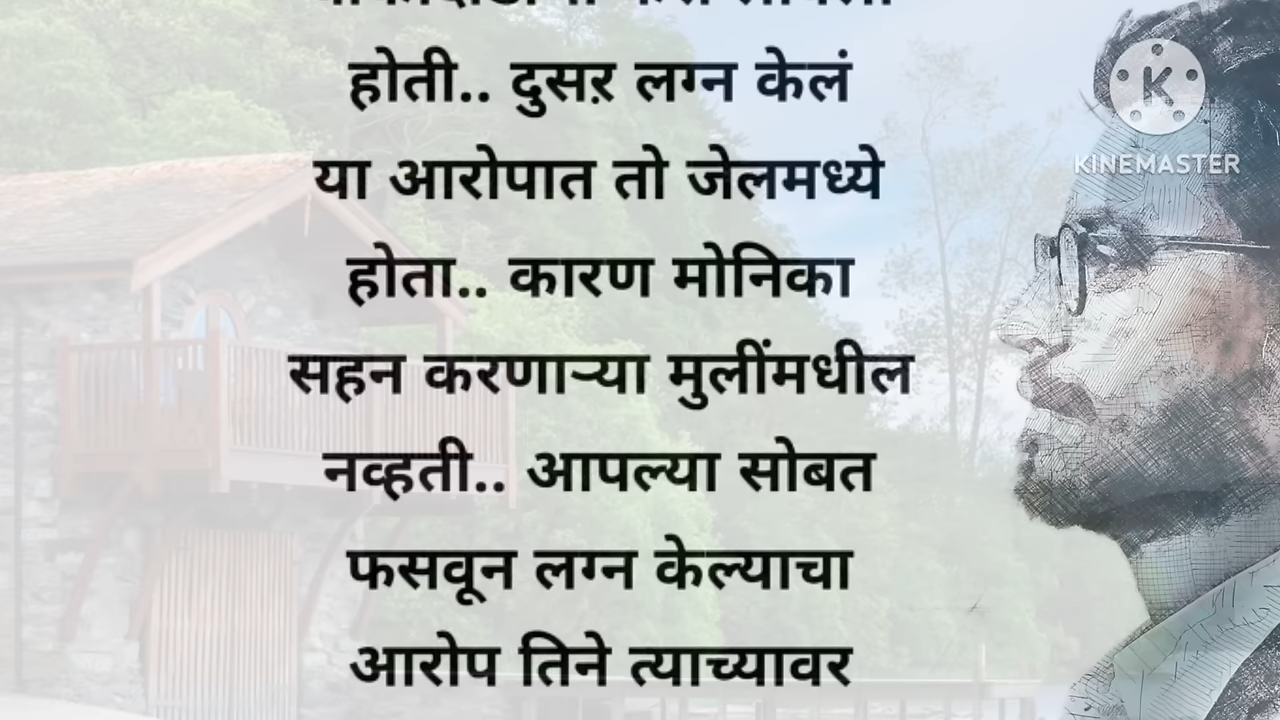 होती.. दुसऱ लग्न केलं
या आरोपात तो जेलमध्ये
होता.. कारण मोनिका
सहन करणाऱ्या मुलींमधील
नव्हती.. आपल्या सोबत
फसवून लग्न केल्याचा
आरोप तिने त्याच्यावर
K
KINEMASTER